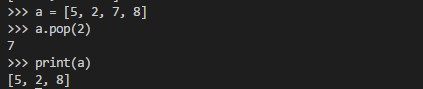 >>> a = [5, 2, 7, 8]
>>> a.pop(2)
7
>>> print(a)
[5, 2, 8]